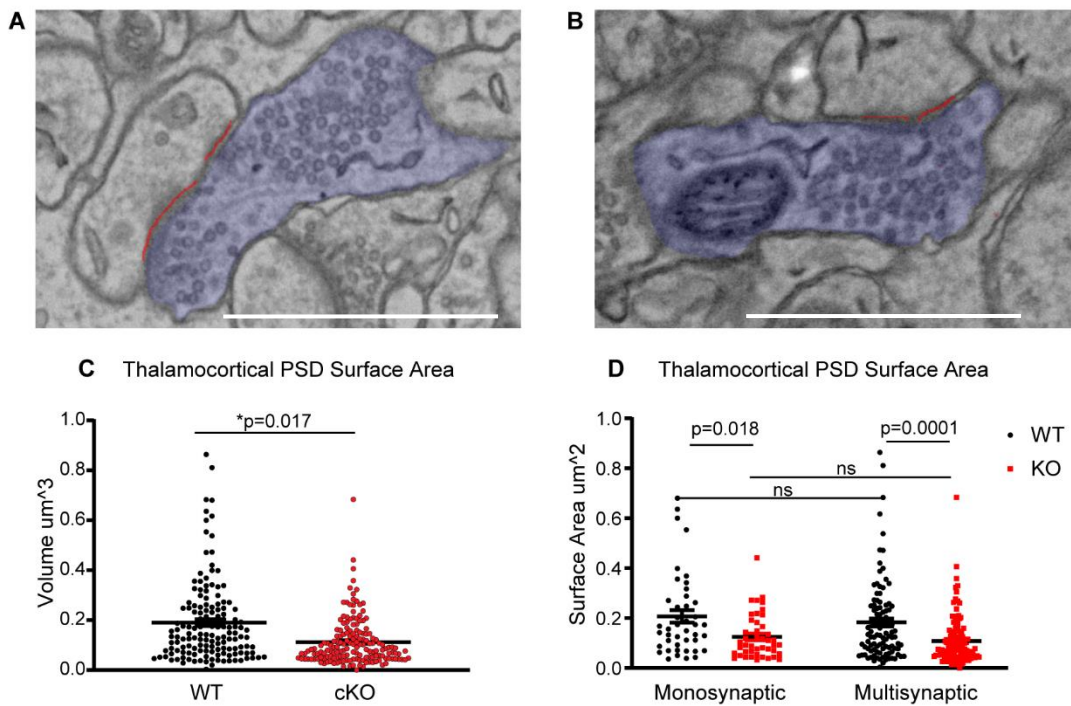 A
B
C Thalamocortical PSD Surface Area
1.0
0.8
0.6
0.4
0.2
0.0
Volume um^3
*p=0.017
WT cKO
D Thalamocortical PSD Surface Area
1.0
0.8
0.6
0.4
0.2
0.0
Surface Area um^2
p=0.018
p=0.0001
ns
ns
WT
KO
Monosynaptic Multisynaptic